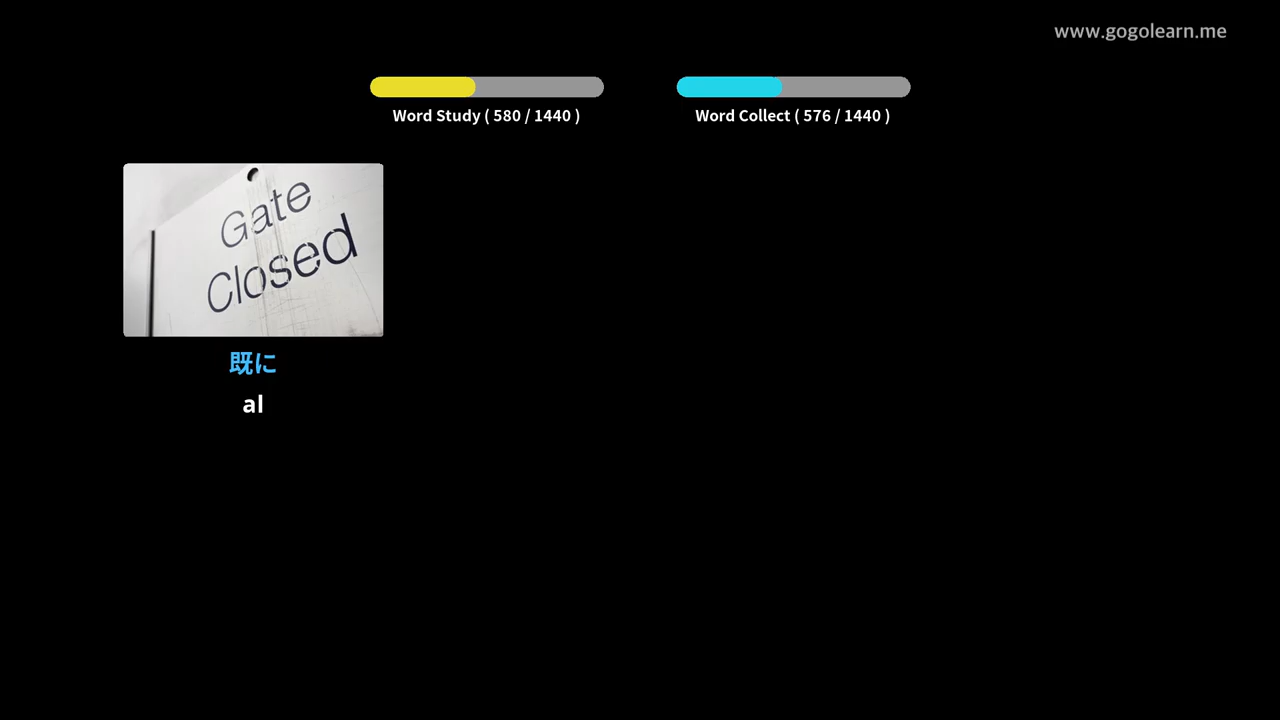 www.gogolearn.me
Word Study ( 580 / 1440 )
Word Collect ( 576 / 1440 )
Gate
Closed
既に
al